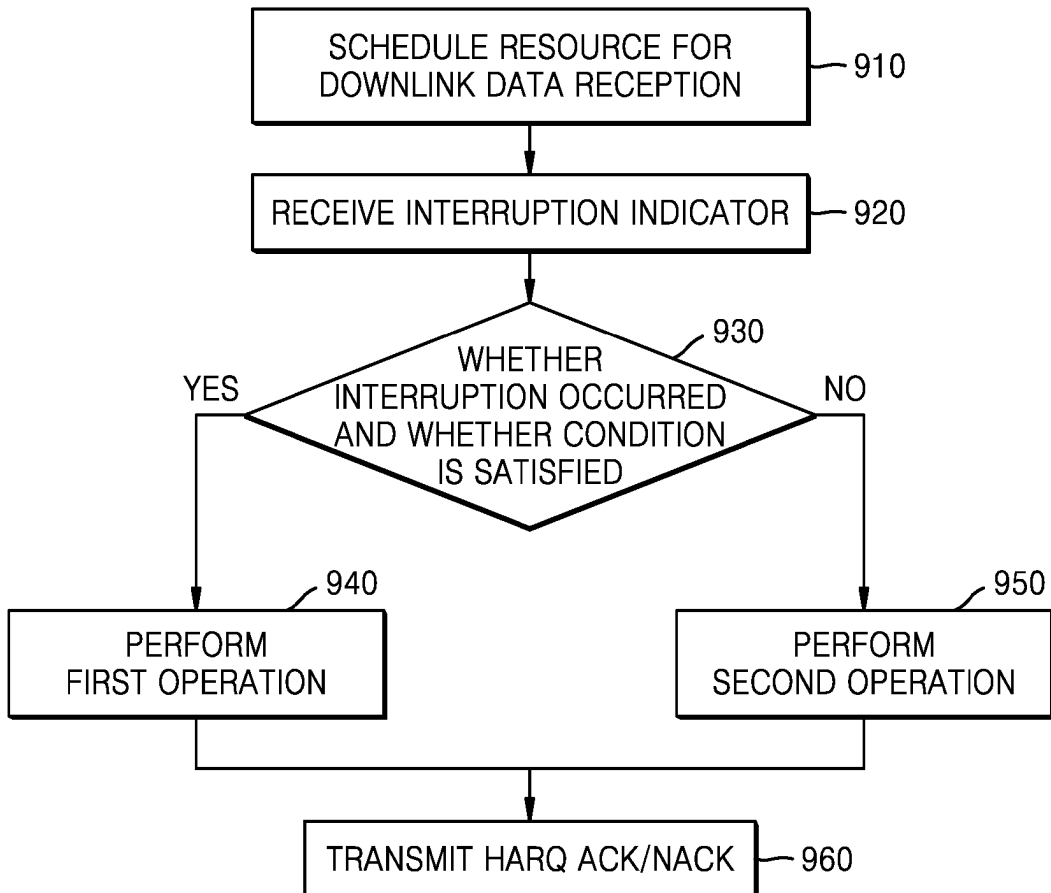 SCHEDULE RESOURCE FOR
DOWNLINK DATA RECEPTION
910
RECEIVE INTERRUPTION INDICATOR
920
930
WHETHER
INTERRUPTION OCCURRED
AND WHETHER CONDITION
IS SATISFIED
YES
NO
940
PERFORM
FIRST OPERATION
950
PERFORM
SECOND OPERATION
TRANSMIT HARQ ACK/NACK
960